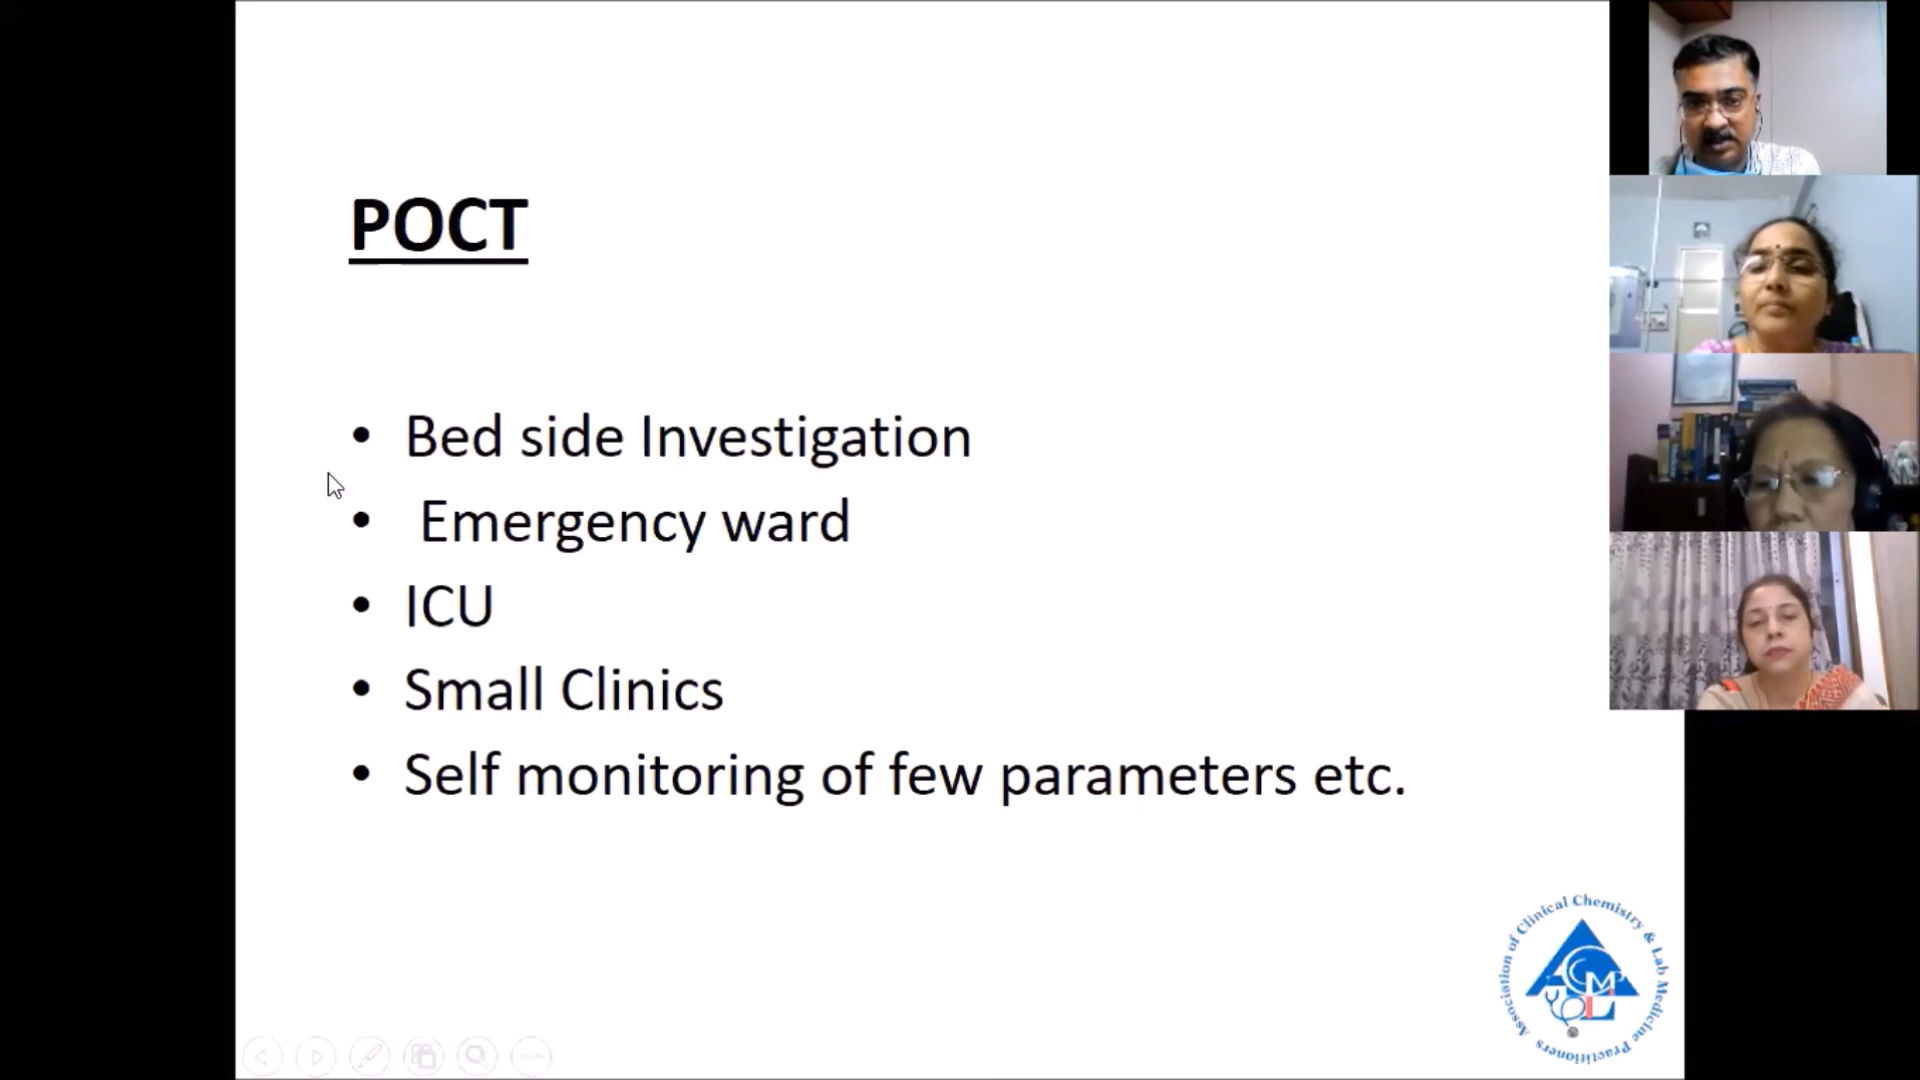 POCT
• Bed side Investigation
• Emergency ward
• ICU
• Small Clinics
• Self monitoring of few parameters etc.
Association of Clinical Chemistry & Lab Medicine Practitioners
ACCLMP